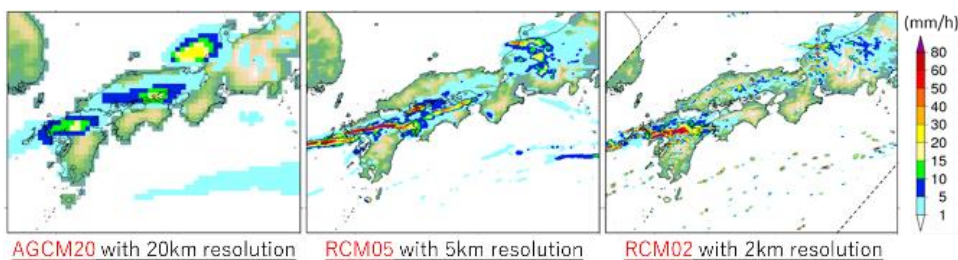 (mm/h)
80
60
40
30
20
15
10
5
1
AGCM20 with 20km resolution
RCM05 with 5km resolution
RCM02 with 2km resolution